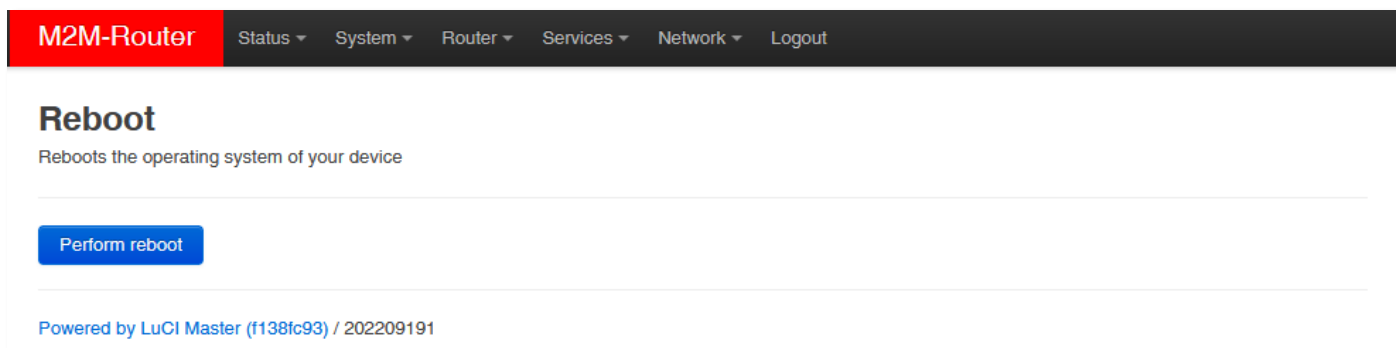 M2M-Router Status System Router Services Network Logout
Reboot
Reboots the operating system of your device
Perform reboot
Powered by LuCI Master (f138fc93) / 202209191